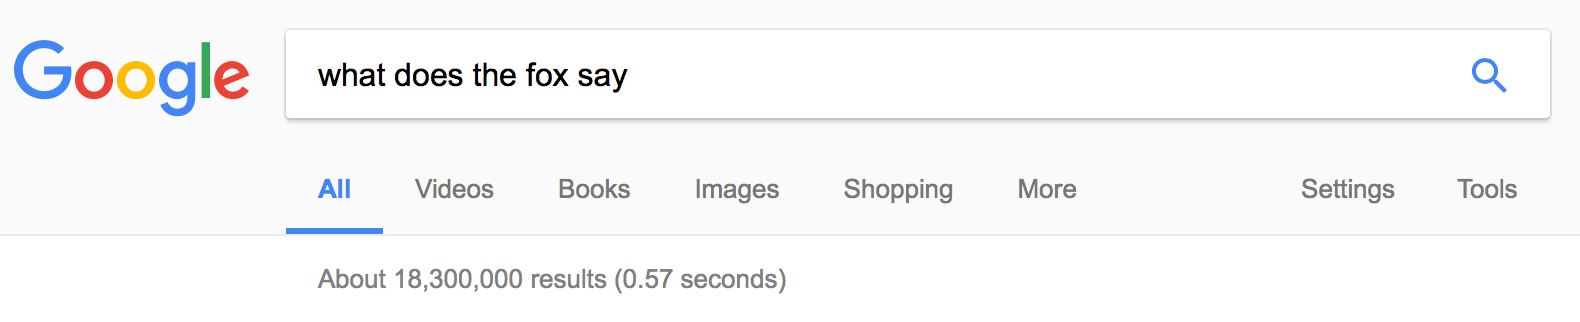 Google what does the fox say
All Videos Books Images Shopping More Settings Tools
About 18,300,000 results (0.57 seconds)